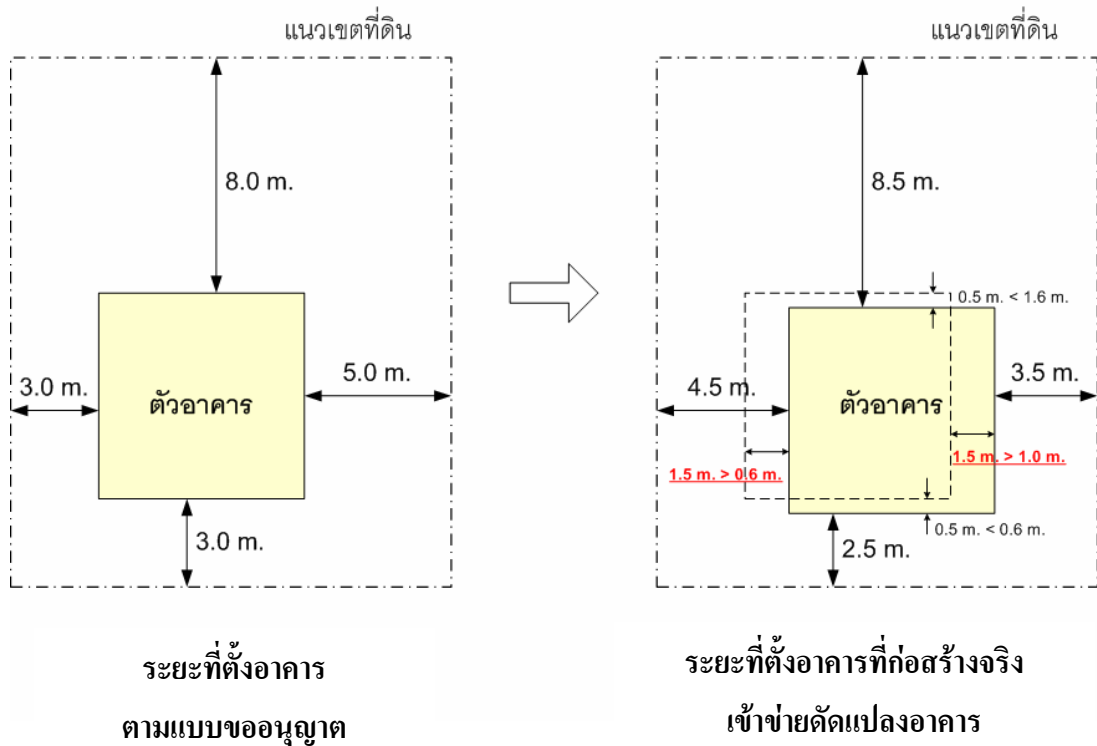 แนวเขตที่ดิน
8.0 m.
3.0 m.
5.0 m.
ตัวอาคาร
3.0 m.
ระยะที่ตั้งอาคาร
ตามแบบขออนุญาต
แนวเขตที่ดิน
8.5 m.
0.5 m. < 1.6 m.
4.5 m.
3.5 m.
ตัวอาคาร
1.5 m. > 0.6 m.
1.5 m. > 1.0 m.
0.5 m. < 0.6 m.
2.5 m.
ระยะที่ตั้งอาคารที่ก่อสร้างจริง
เข้าข่ายดัดแปลงอาคาร